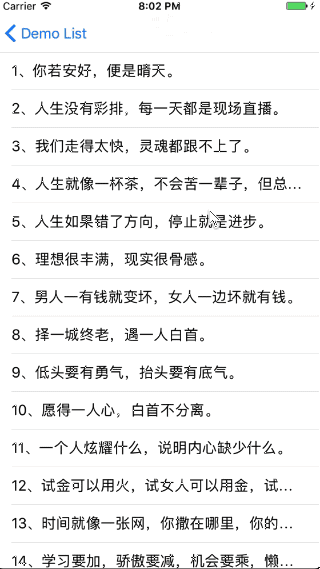 Carrier 8:02 PM
Demo List
1、你若安好，便是晴天。
2、人生没有彩排，每一天都是现场直播。
3、我们走得太快，灵魂都跟不上了。
4、人生就像一杯茶，不会苦一辈子，但总...
5、人生如果错了方向，停止就是进步。
6、理想很丰满，现实很骨感。
7、男人一有钱就变坏，女人一边坏就有钱。
8、择一城终老，遇一人白首。
9、低头要有勇气，抬头要有底气。
10、愿得一人心，白首不分离。
11、一个人炫耀什么，说明内心缺少什么。
12、试金可以用火，试女人可以用金，试...
13、时间就像一张网，你撒在哪里，你的...
14、学习要加，骄傲要减，机会要乘，懒...